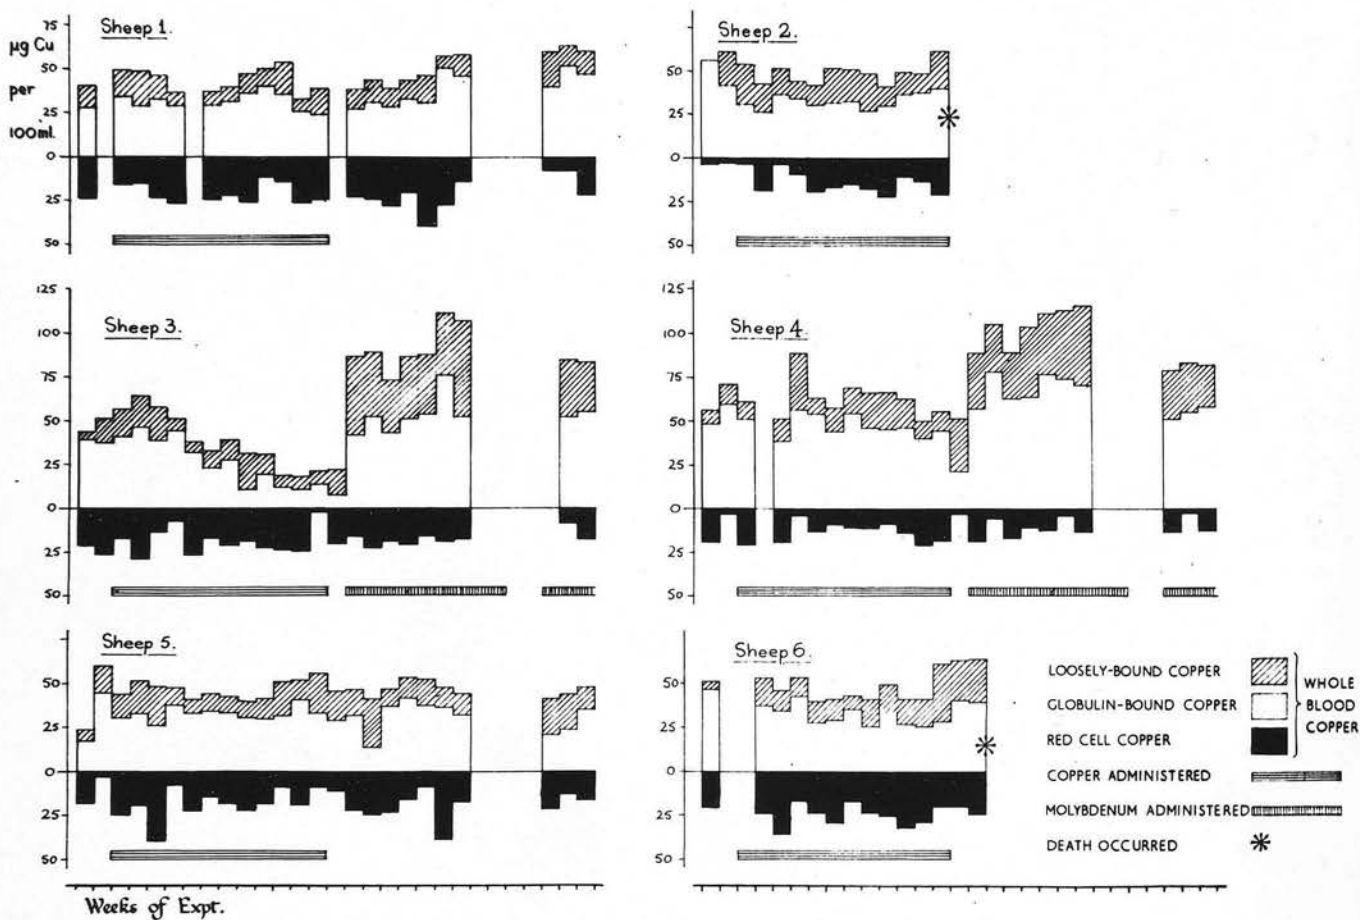 Sheep 1.
75
µg Cu
50
per
25
100ml.
0
25
50
Sheep 2.
50
25
0
25
50
125
100
Sheep 3.
75
50
25
0
25
50
125
100
Sheep 4.
75
50
25
0
25
50
Sheep 5.
50
25
0
25
50
Sheep 6.
50
25
0
25
50
LOOSELY-BOUND COPPER
GLOBULIN-BOUND COPPER
RED CELL COPPER
WHOLE
BLOOD
COPPER
COPPER ADMINISTERED
MOLYBDENUM ADMINISTERED
DEATH OCCURRED
Weeks of Expt.